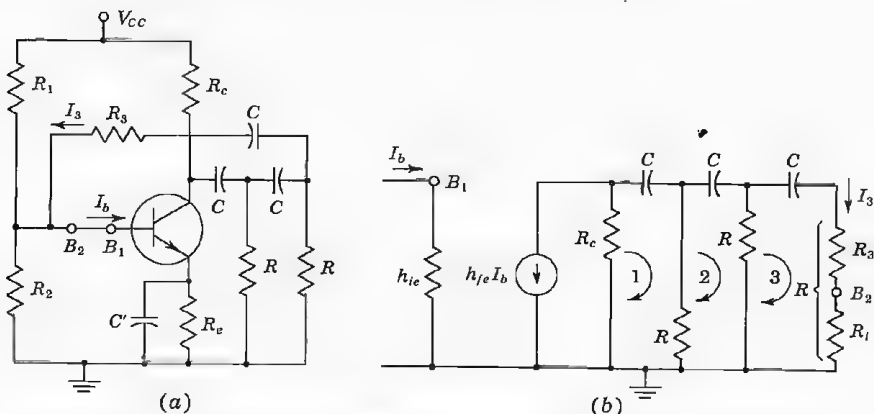 V_CC
R_1
R_c
I_3
R_3
C
C
C
I_b
B_2
B_1
R
R
R_2
C'
R_e
(a)
I_b
B_1
h_ie
h_fe I_b
C
C
C
I_3
R_c
1
R
2
R
3
R_3
R
B_2
R_i
(b)